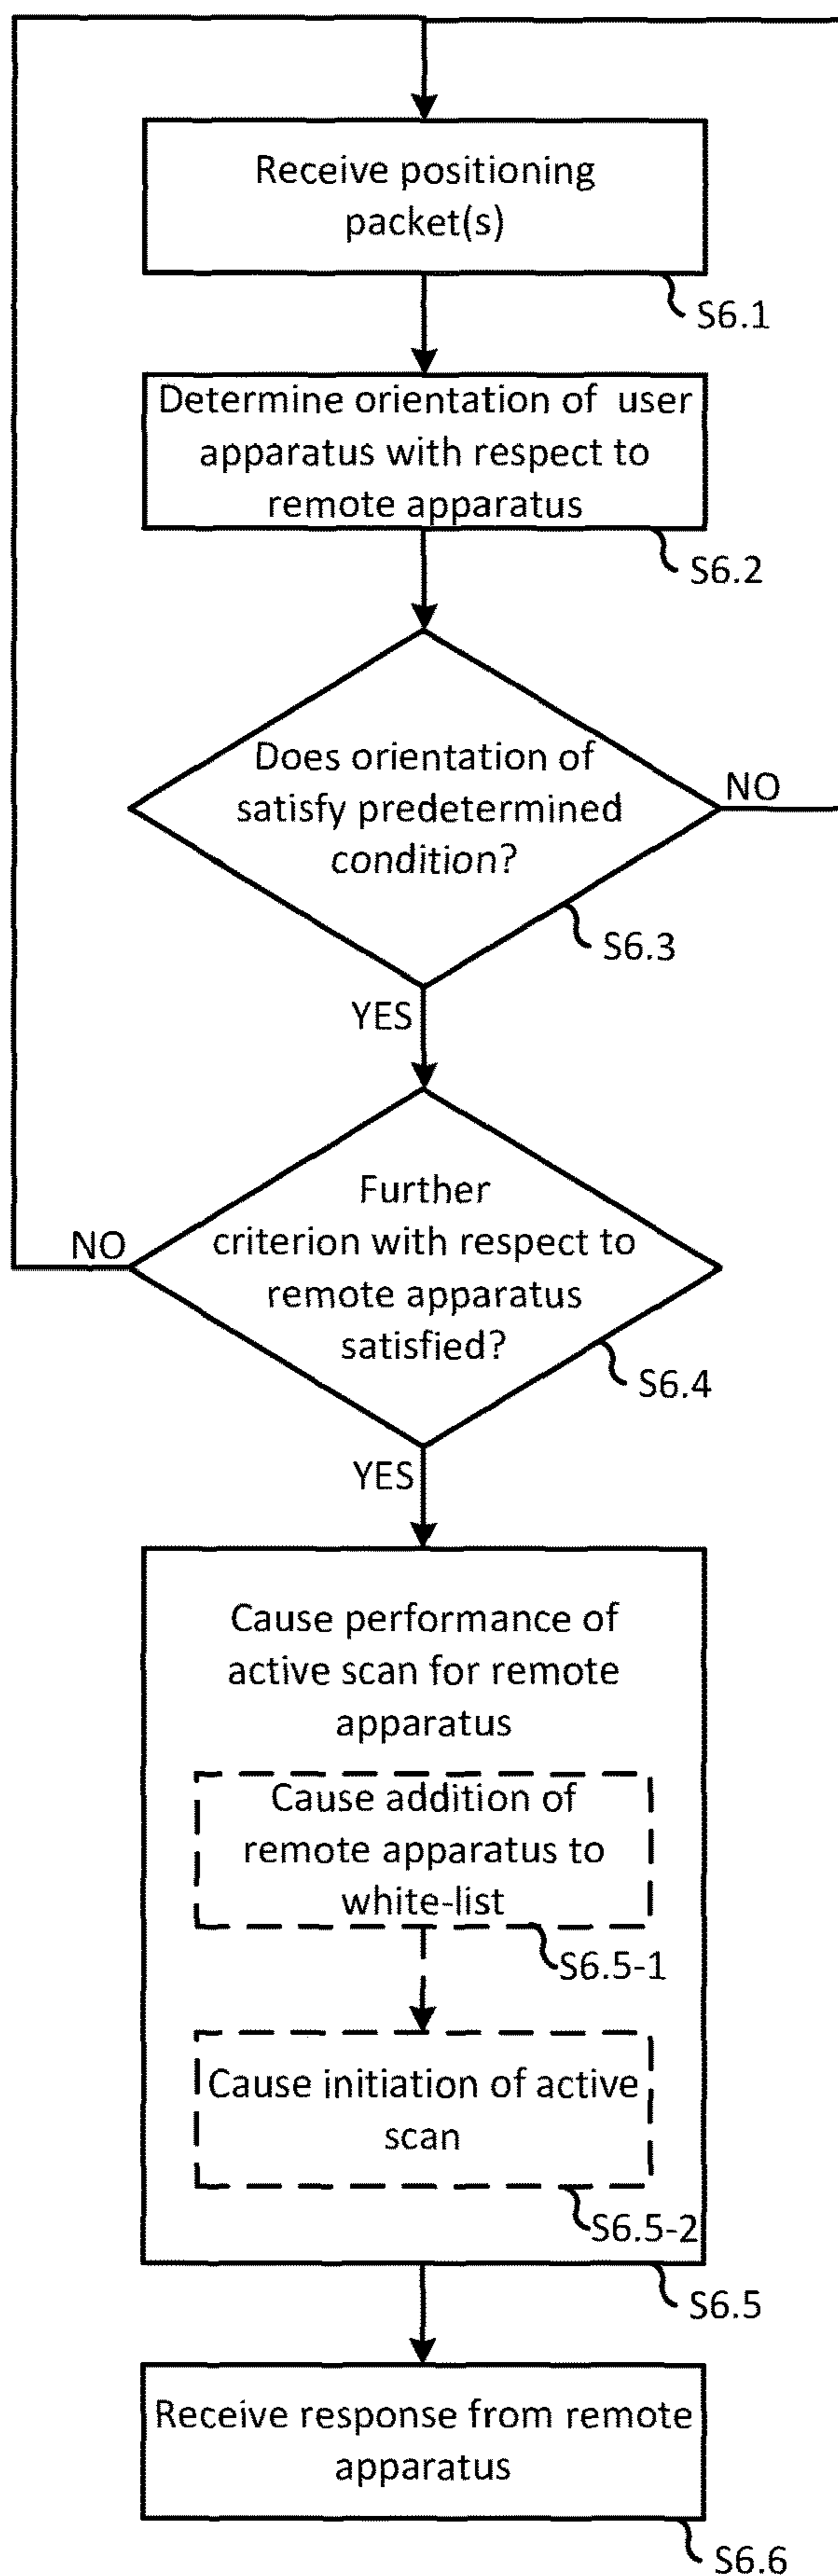 Receive positioning
packet(s)
S6.1
Determine orientation of user
apparatus with respect to
remote apparatus
S6.2
Does orientation of
satisfy predetermined
condition?
NO
S6.3
YES
Further
criterion with respect to
remote apparatus
satisfied?
NO
S6.4
YES
Cause performance of
active scan for remote
apparatus
Cause addition of
remote apparatus to
white-list
S6.5-1
Cause initiation of active
scan
S6.5-2
S6.5
Receive response from remote
apparatus
S6.6